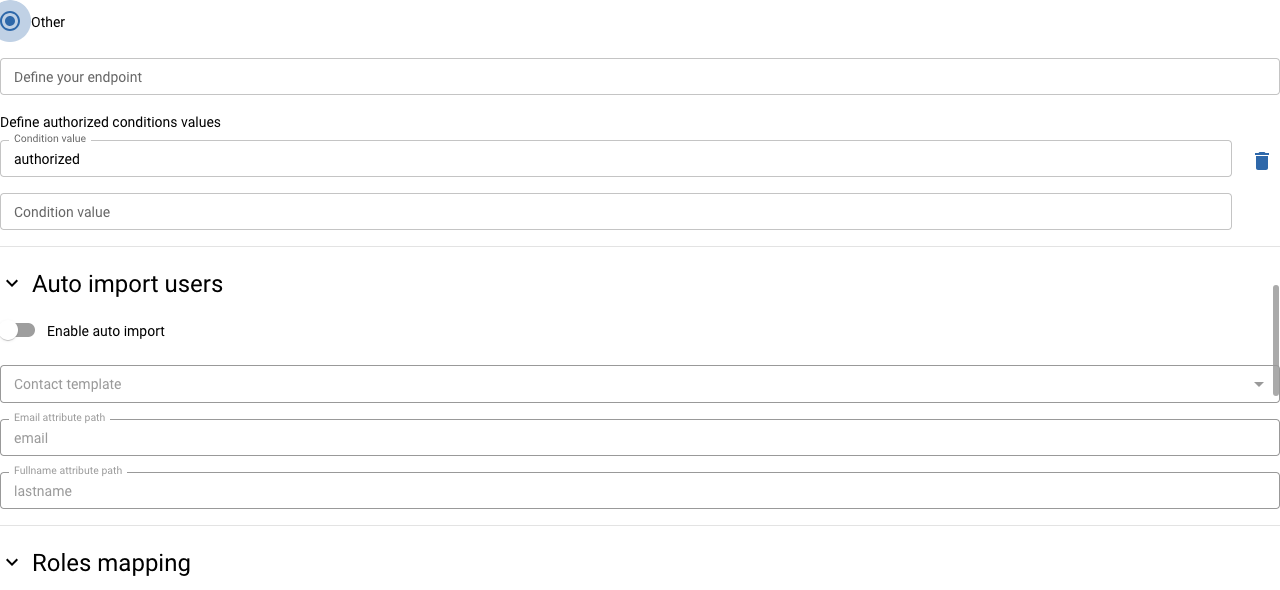 Other
Define your endpoint
Define authorized conditions values
Condition value
authorized
Condition value
Auto import users
Enable auto import
Contact template
Email attribute path
email
Fullname attribute path
lastname
Roles mapping